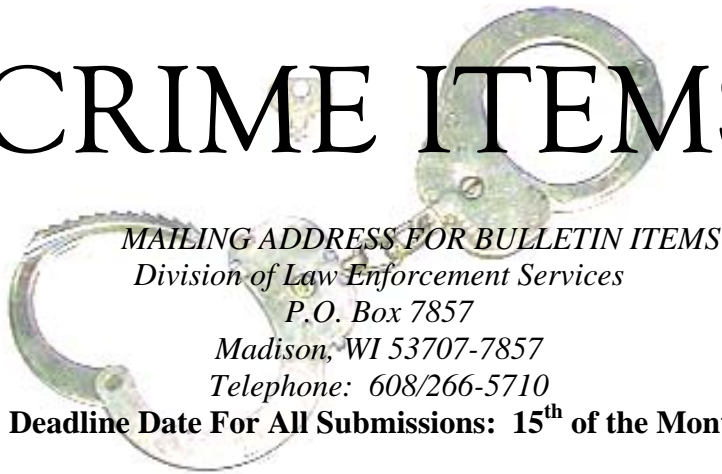 CRIME ITEMS
MAILING ADDRESS FOR BULLETIN ITEMS
Division of Law Enforcement Services
P.O. Box 7857
Madison, WI 53707-7857
Telephone: 608/266-5710
Deadline Date For All Submissions: 15th of the Mont